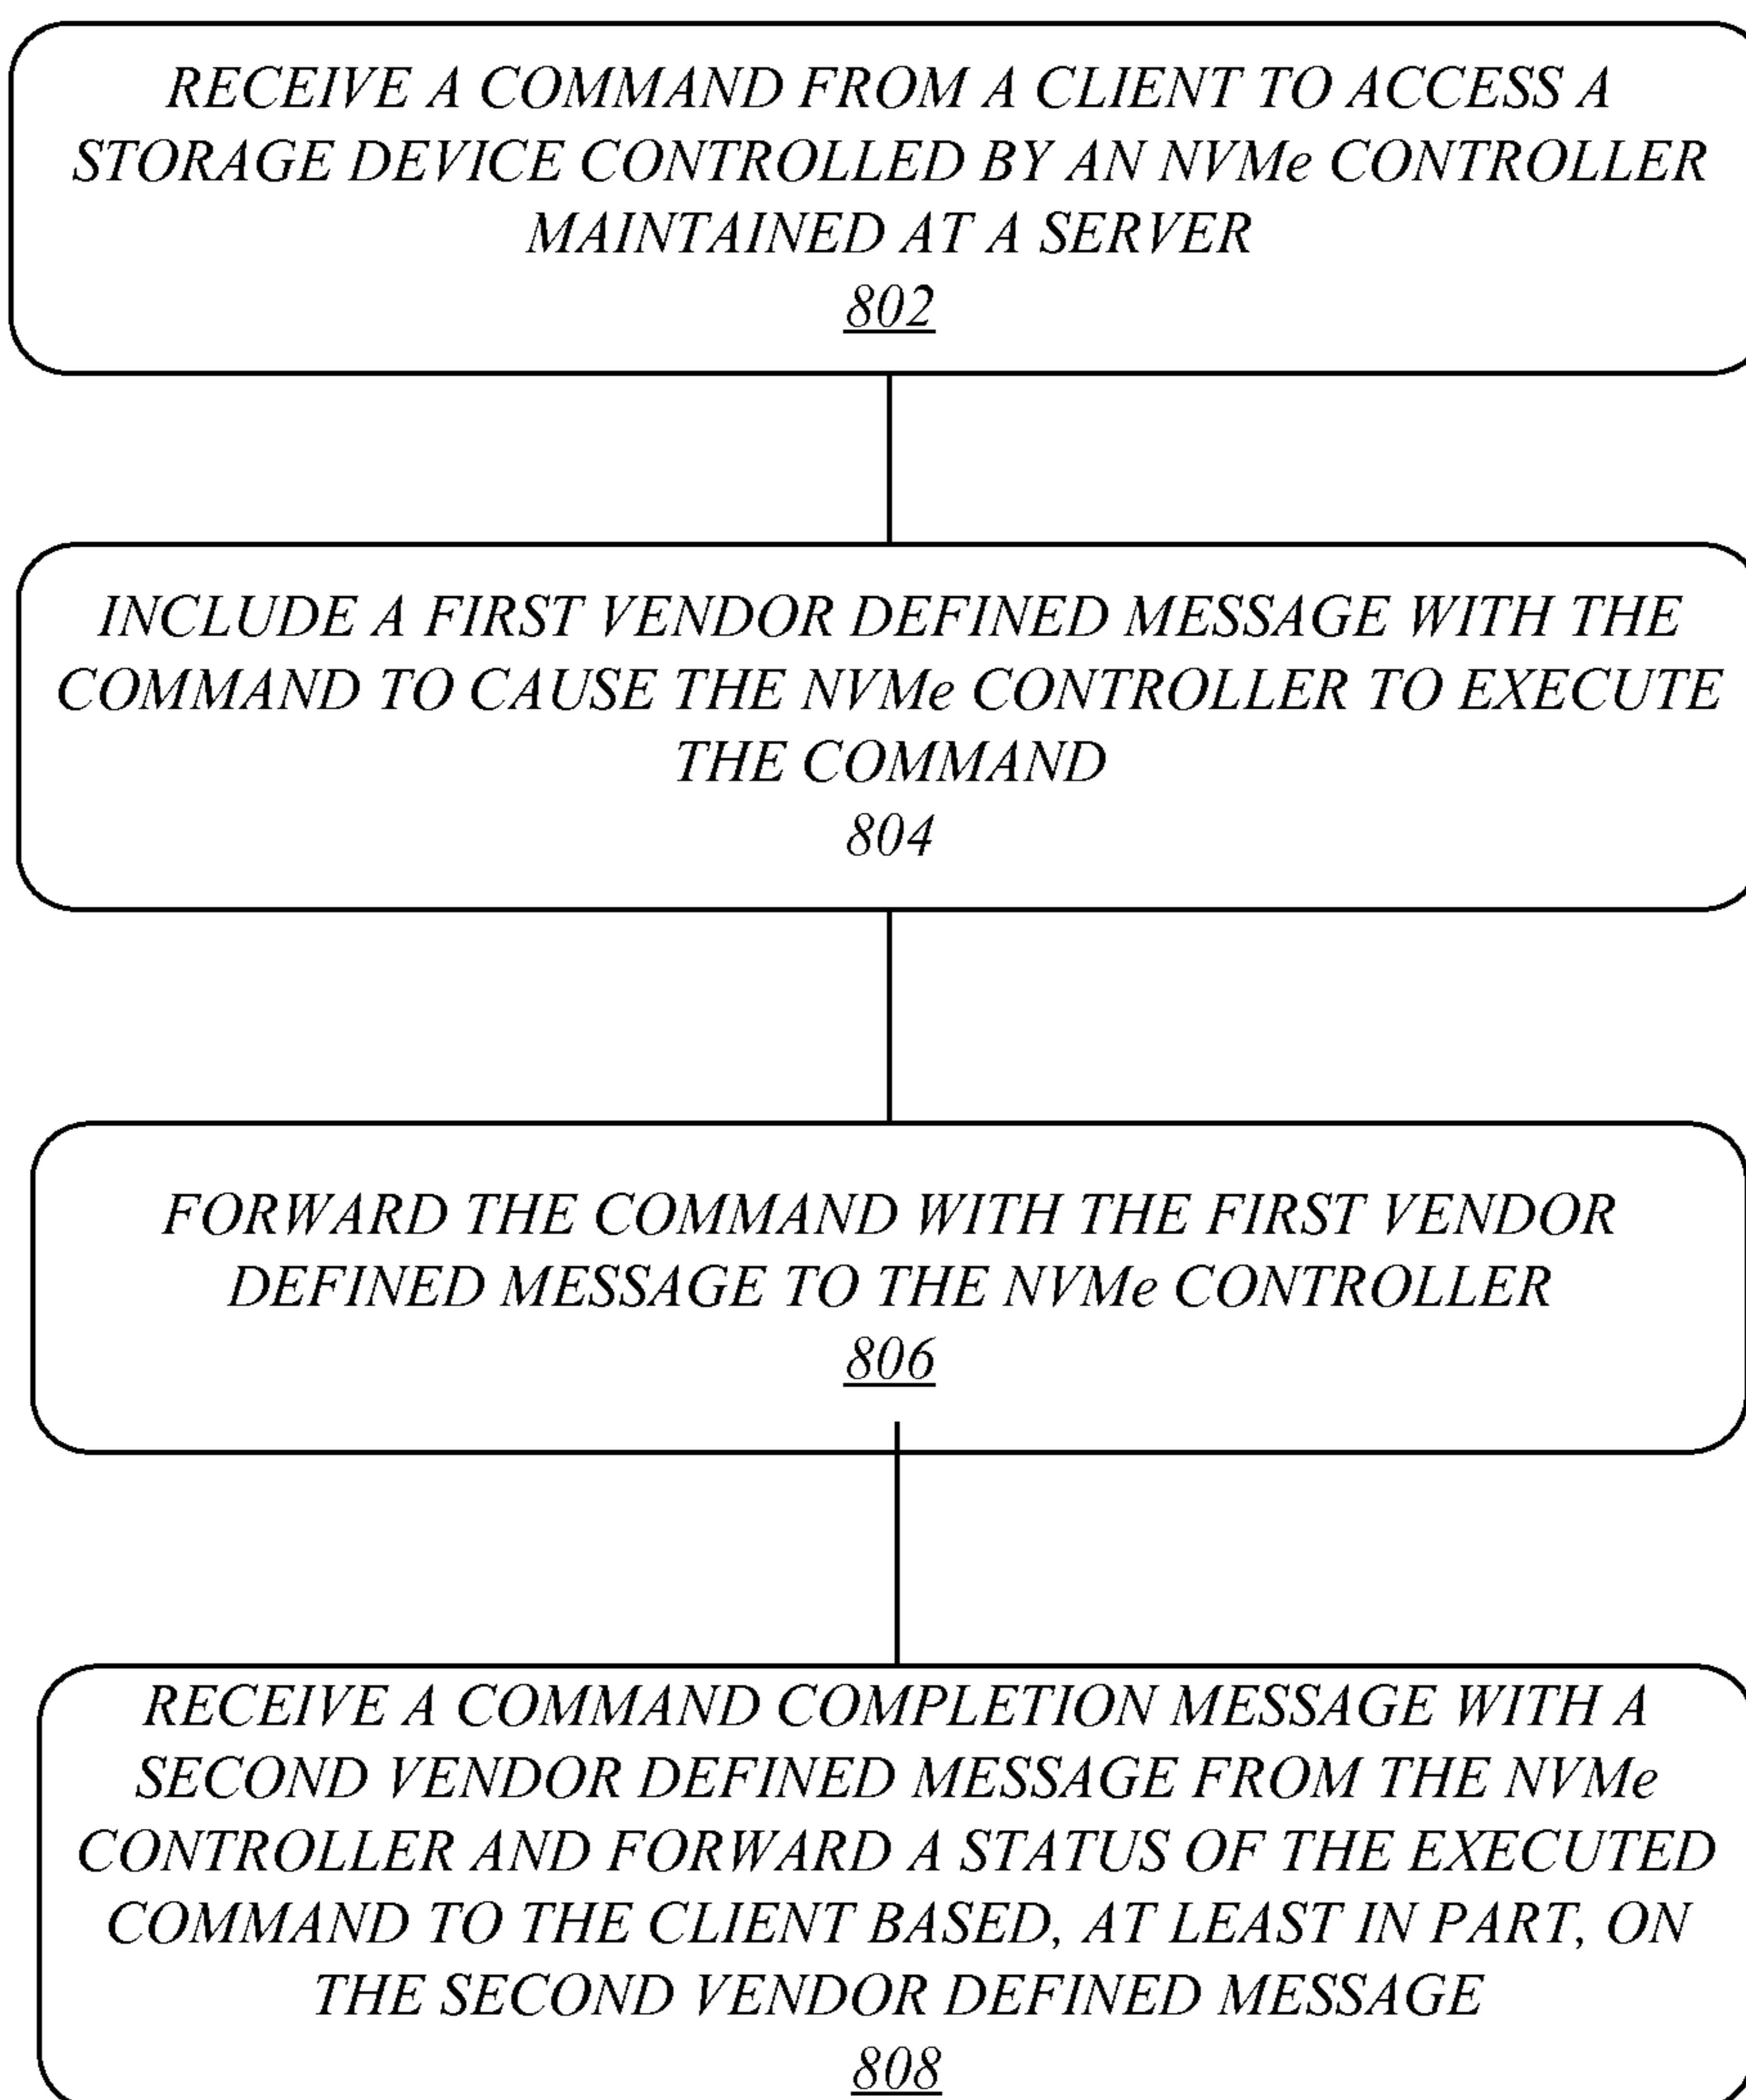 RECEIVE A COMMAND FROM A CLIENT TO ACCESS A
STORAGE DEVICE CONTROLLED BY AN NVMe CONTROLLER
MAINTAINED AT A SERVER
802
INCLUDE A FIRST VENDOR DEFINED MESSAGE WITH THE
COMMAND TO CAUSE THE NVMe CONTROLLER TO EXECUTE
THE COMMAND
804
FORWARD THE COMMAND WITH THE FIRST VENDOR
DEFINED MESSAGE TO THE NVMe CONTROLLER
806
RECEIVE A COMMAND COMPLETION MESSAGE WITH A
SECOND VENDOR DEFINED MESSAGE FROM THE NVMe
CONTROLLER AND FORWARD A STATUS OF THE EXECUTED
COMMAND TO THE CLIENT BASED, AT LEAST IN PART, ON
THE SECOND VENDOR DEFINED MESSAGE
808